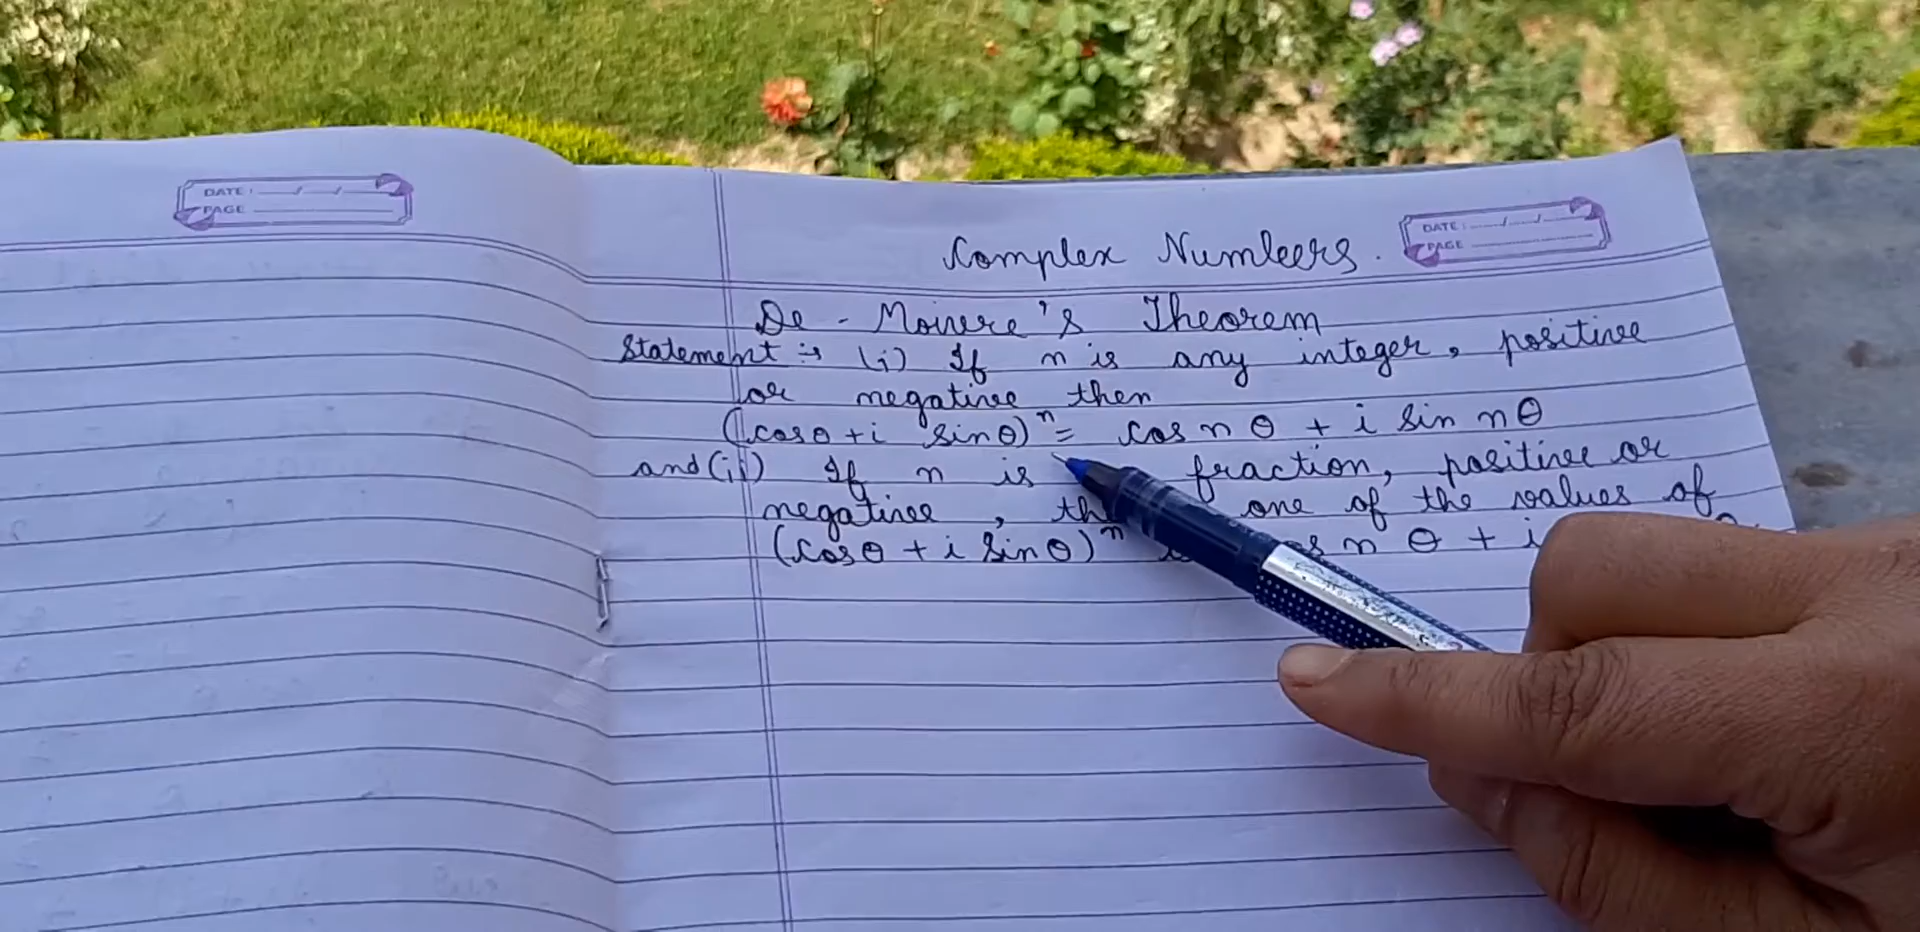 DATE: / /
PAGE
DATE: / /
PAGE
Complex Numbers.
De - Moivre's Theorem
Statement :→ (i) If n is any integer, positive
or negative then
(cosθ + i sinθ)ⁿ = cos n θ + i sin nθ
and (ii) If n is fraction, positive or
negative, one of the values of
(cosθ + i sinθ)ⁿ n θ + i